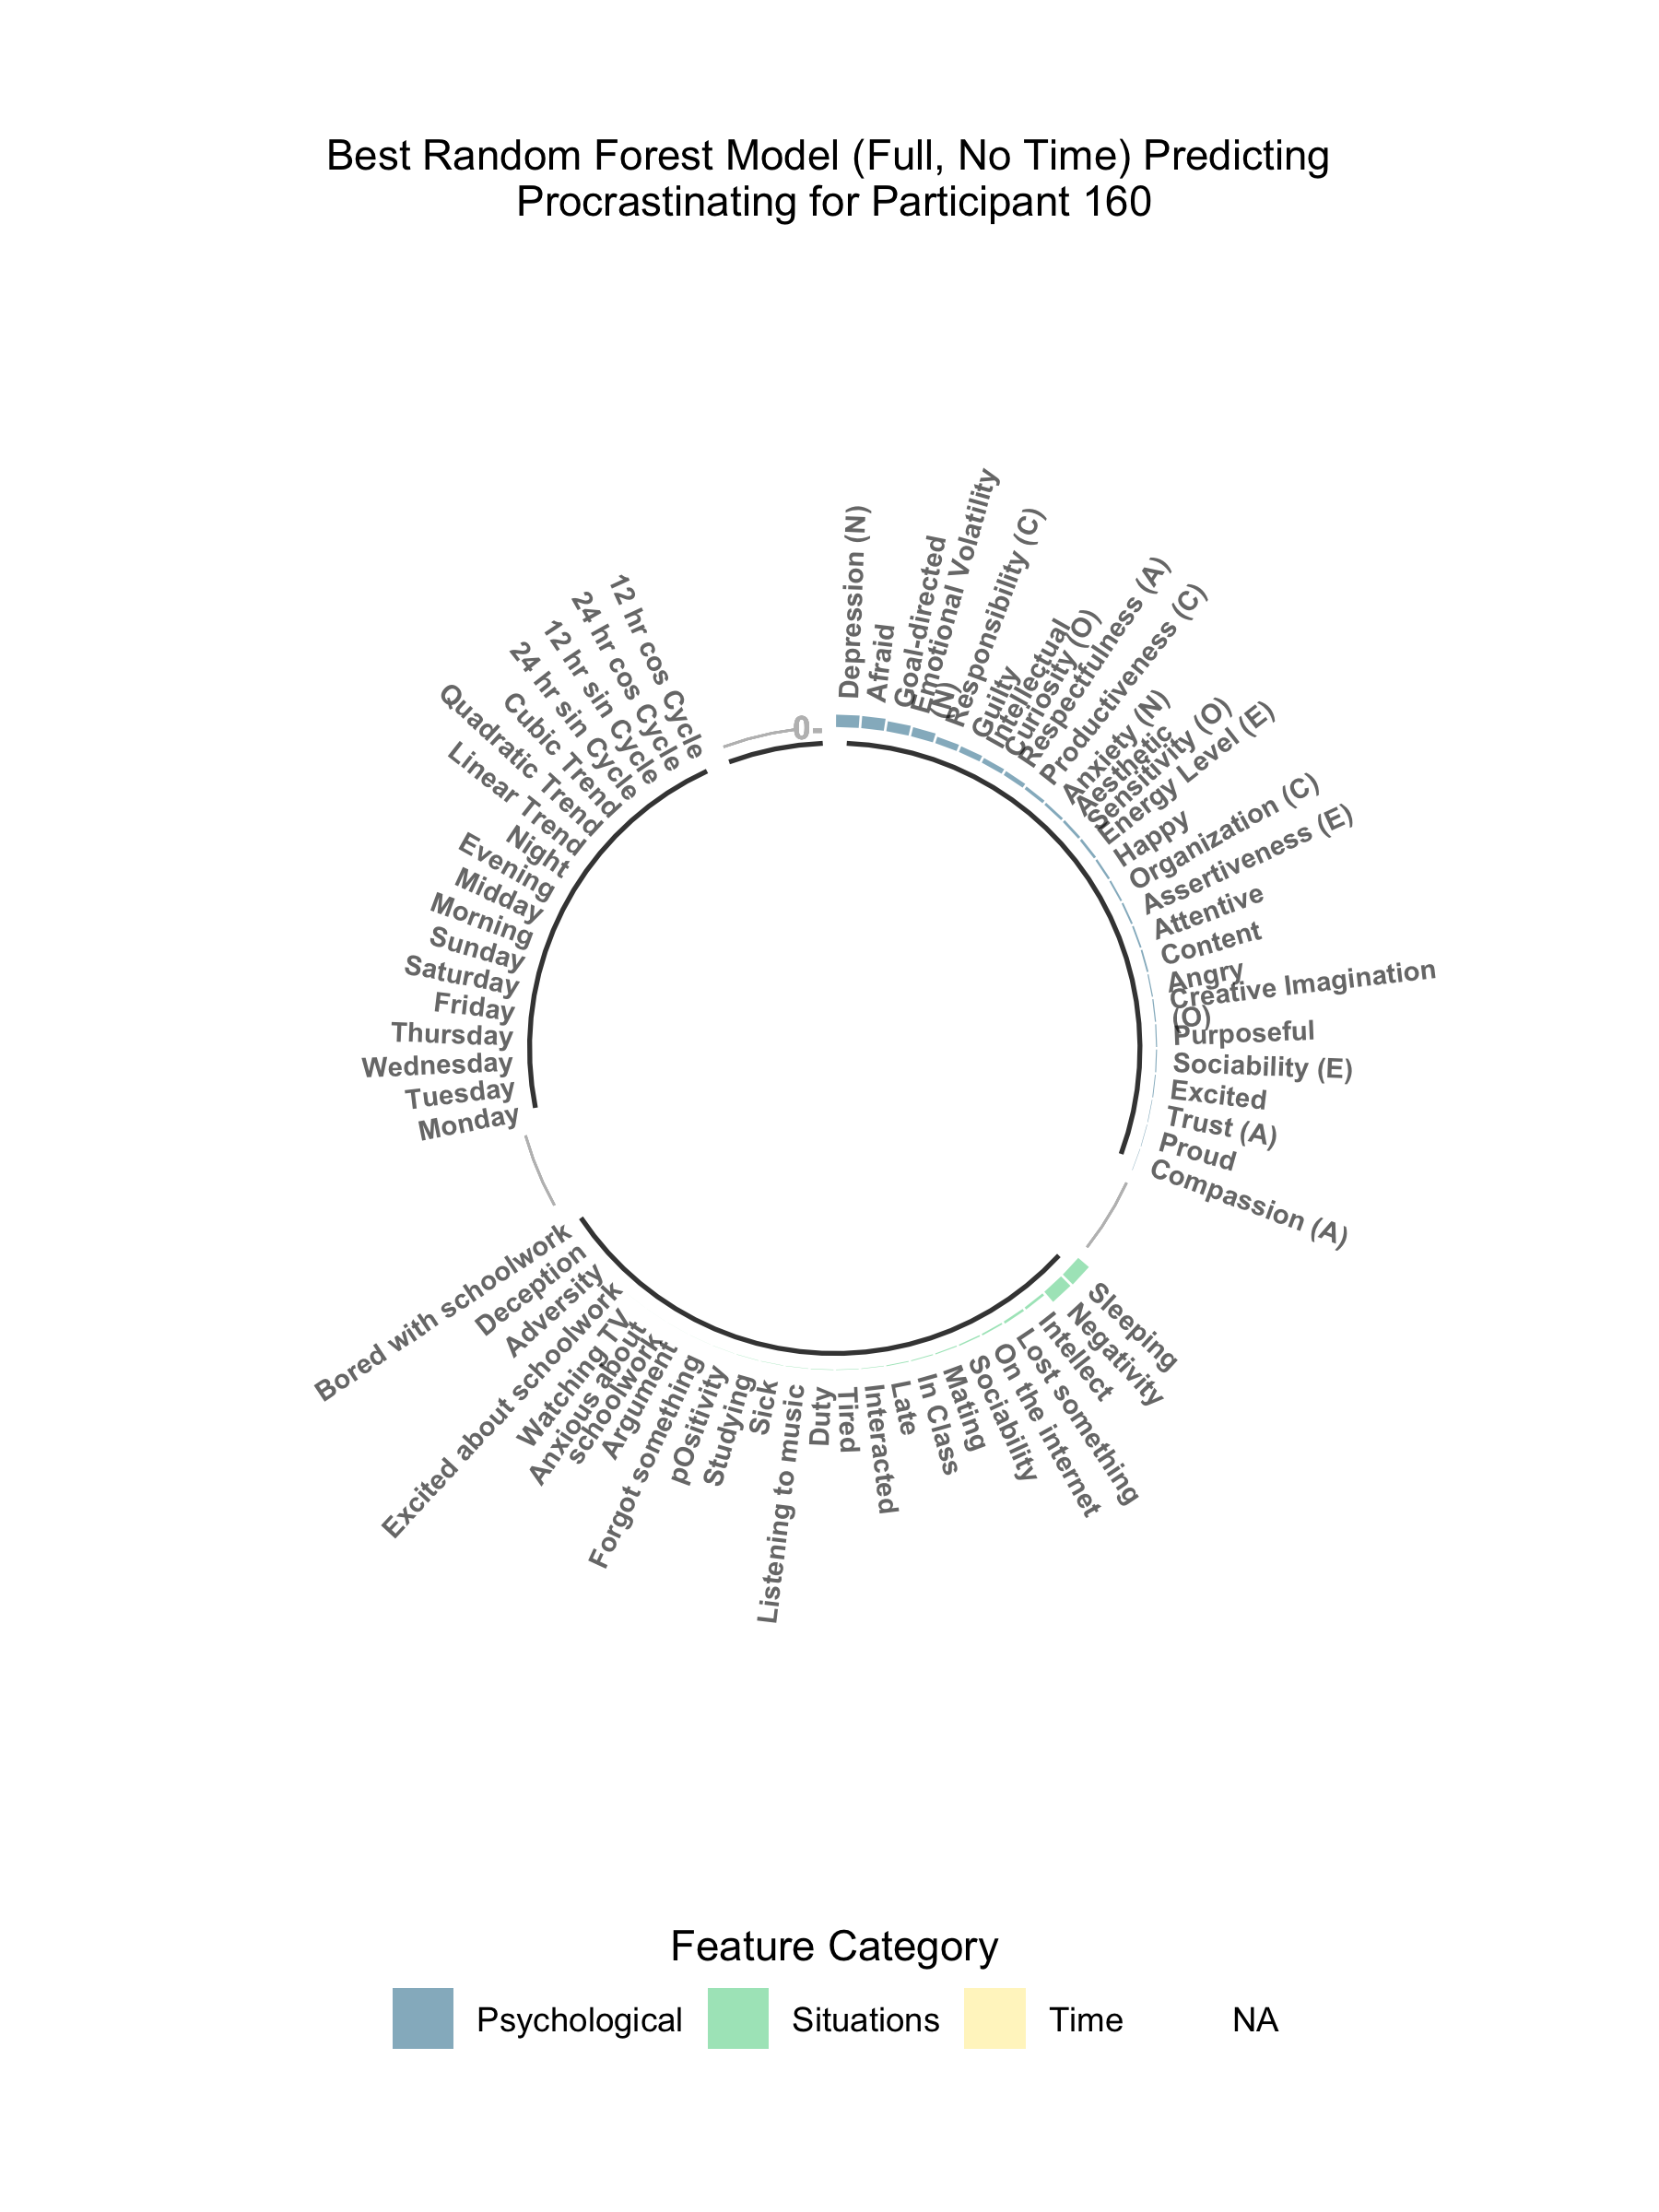 Best Random Forest Model (Full, No Time) Predicting
Procrastinating for Participant 160
0
Depression (N)
Afraid
Goal-directed
Emotional Volatility
(N)
Responsibility (C)
Guilty
Intellectual
Curiosity (O)
Respectfulness (A)
Productiveness (C)
Anxiety (N)
Aesthetic
Sensitivity (O)
Energy Level (E)
Happy
Organization (C)
Assertiveness (E)
Attentive
Content
Angry
Creative Imagination
(O)
Purposeful
Sociability (E)
Excited
Trust (A)
Proud
Compassion (A)
Sleeping
Negativity
Intellect
Lost something
On the internet
Sociability
Mating
In Class
Late
Interacted
Tired
Duty
Listening to music
Sick
Studying
pOsitivity
Forgot something
Argument
Anxious about
schoolwork
Watching TV
Excited about schoolwork
Adversity
Deception
Bored with schoolwork
Monday
Tuesday
Wednesday
Thursday
Friday
Saturday
Sunday
Morning
Midday
Evening
Night
Linear Trend
Quadratic Trend
Cubic Trend
24 hr sin Cycle
12 hr sin Cycle
24 hr cos Cycle
12 hr cos Cycle
Feature Category
Psychological
Situations
Time
NA